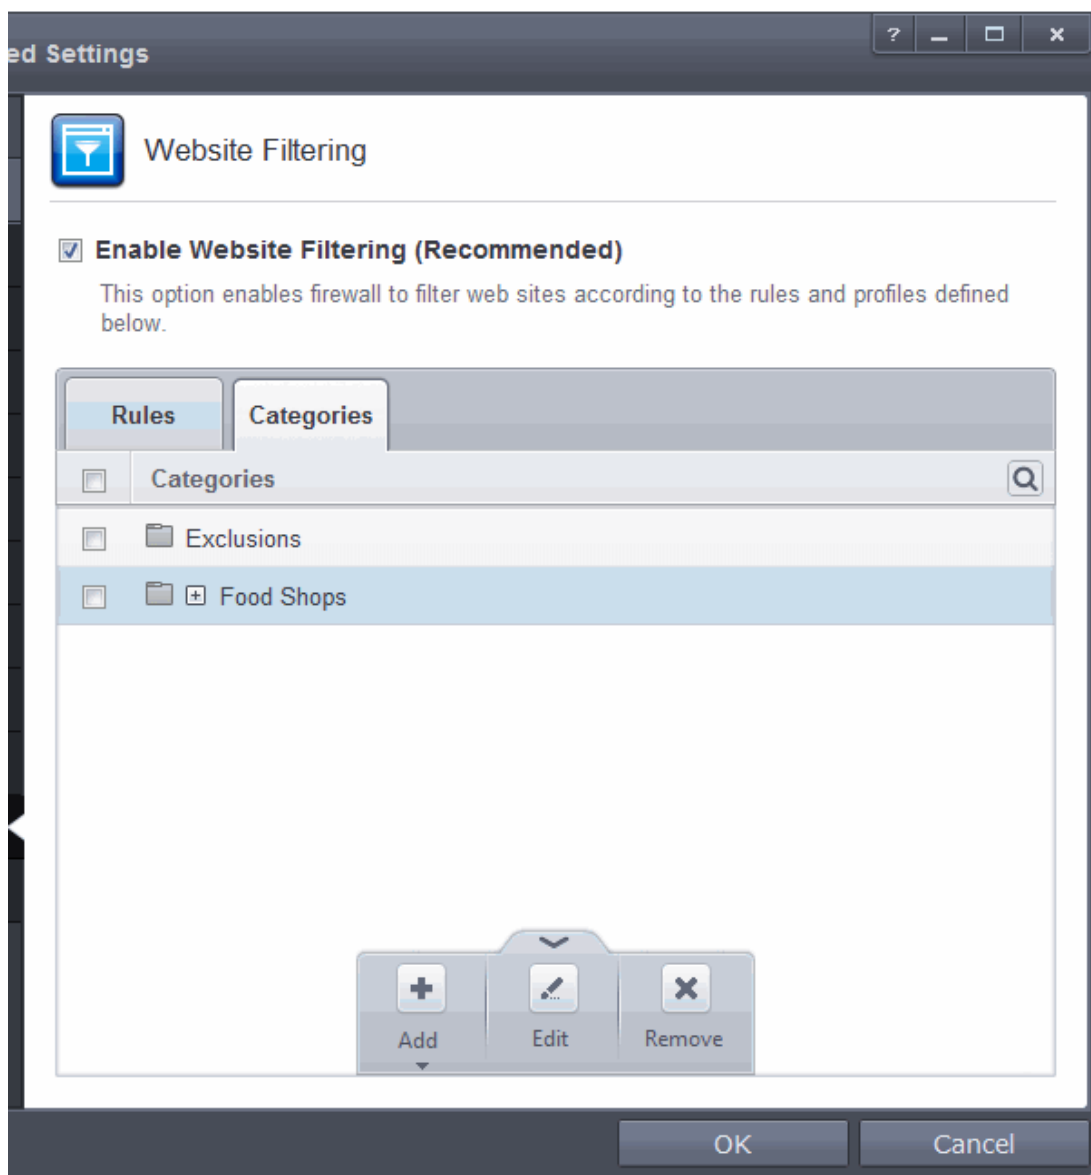 ed Settings
?
Website Filtering
Enable Website Filtering (Recommended)
This option enables firewall to filter web sites according to the rules and profiles defined
below.
Rules Categories
Categories
Exclusions
Food Shops
Add Edit Remove
OK Cancel